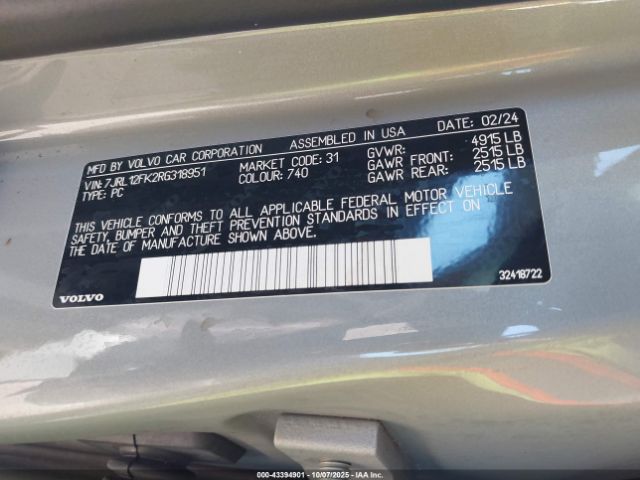 MFD BY VOLVO CAR CORPORATION ASSEMBLED IN USA DATE: 02/24
VIN: 7JRL12FK2RG318951 MARKET CODE: 31 GVWR: 4915 LB
TYPE: PC COLOUR: 740 GAWR FRONT: 2515 LB
GAWR REAR: 2515 LB
THIS VEHICLE CONFORMS TO ALL APPLICABLE FEDERAL MOTOR VEHICLE
SAFETY, BUMPER AND THEFT PREVENTION STANDARDS IN EFFECT ON
THE DATE OF MANUFACTURE SHOWN ABOVE.
VOLVO 32418722
000-43394901 - 10/07/2025 - IAA Inc.